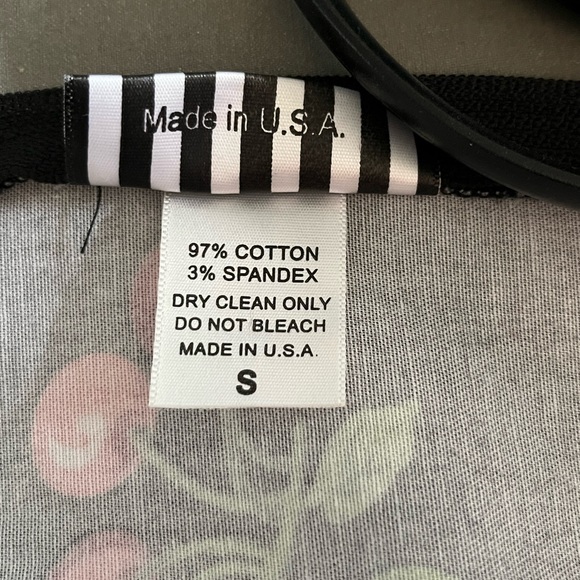 Made in U.S.A.
97% COTTON
3% SPANDEX
DRY CLEAN ONLY
DO NOT BLEACH
MADE IN U.S.A.
S